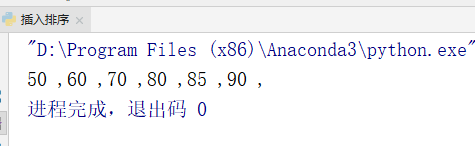 插入排序 ×
"D:\Program Files (x86)\Anaconda3\python.exe"
50 ,60 ,70 ,80 ,85 ,90 ,
进程完成，退出码 0